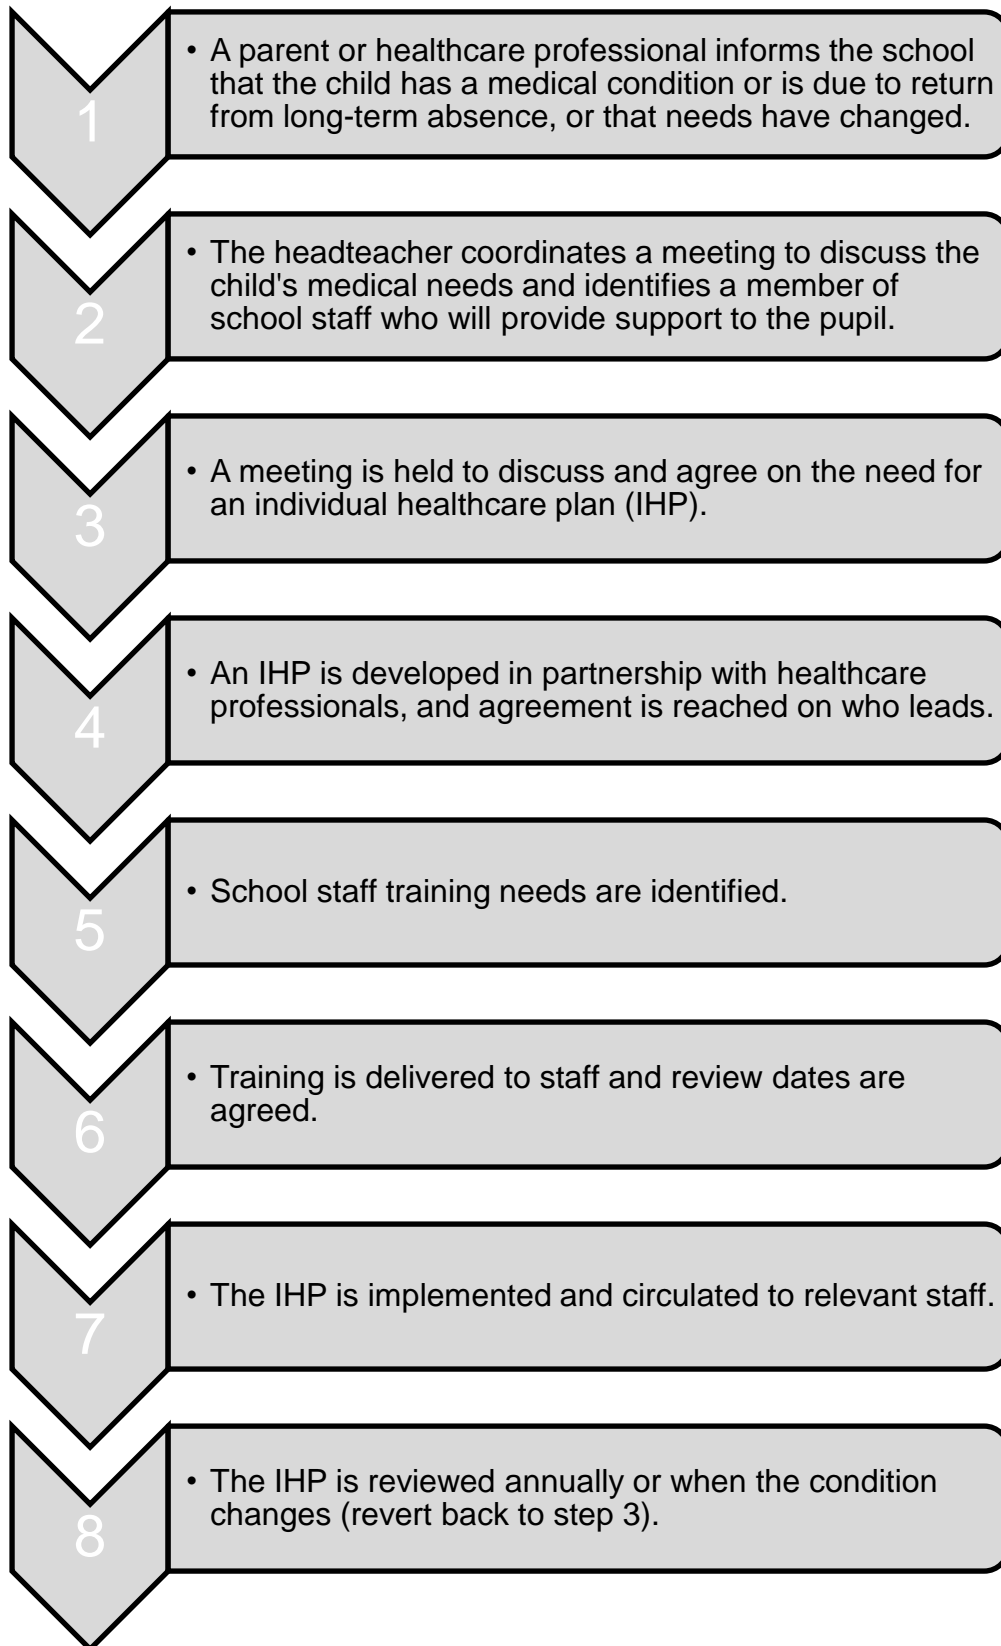 1
• A parent or healthcare professional informs the school
that the child has a medical condition or is due to return
from long-term absence, or that needs have changed.
2
• The headteacher coordinates a meeting to discuss the
child's medical needs and identifies a member of
school staff who will provide support to the pupil.
3
• A meeting is held to discuss and agree on the need for
an individual healthcare plan (IHP).
4
• An IHP is developed in partnership with healthcare
professionals, and agreement is reached on who leads.
5
• School staff training needs are identified.
6
• Training is delivered to staff and review dates are
agreed.
7
• The IHP is implemented and circulated to relevant staff.
8
• The IHP is reviewed annually or when the condition
changes (revert back to step 3).